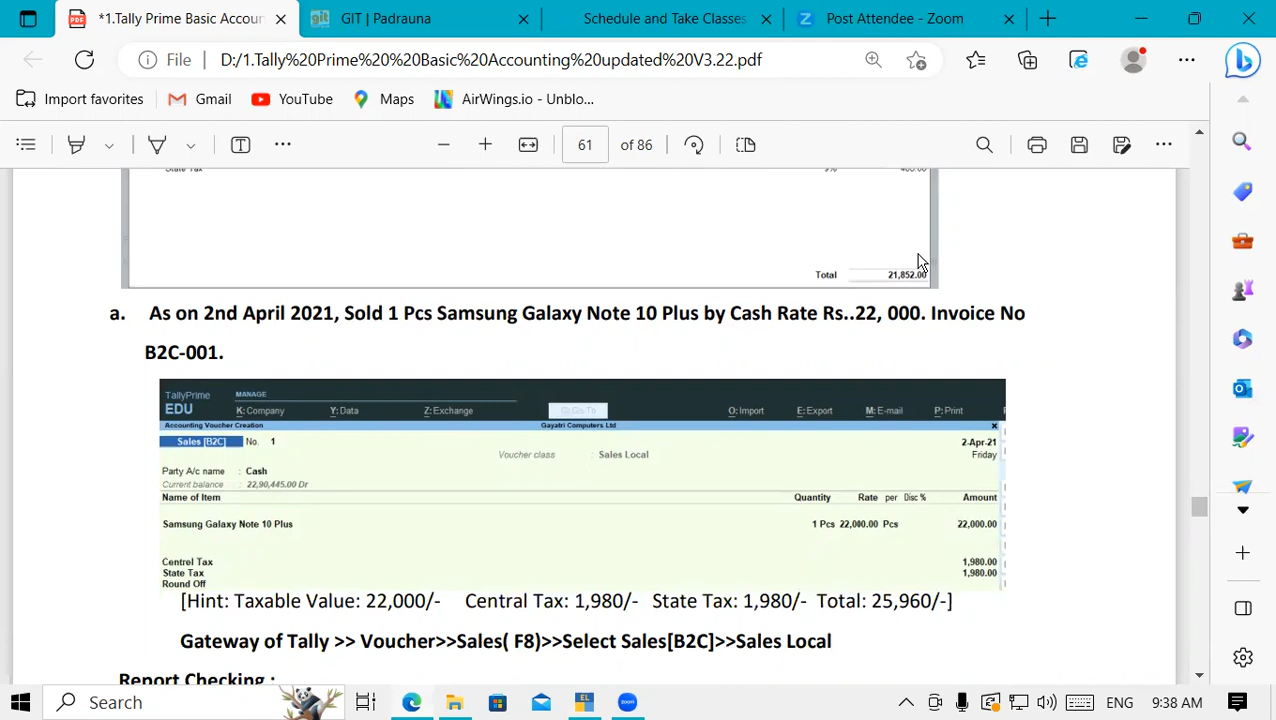 *1.Tally Prime Basic Accoun
GIT | Padrauna
Schedule and Take Classes
Post Attendee - Zoom
File
D:/1.Tally%20Prime%20%20Basic%20Accounting%20updated%20V3.22.pdf
Import favorites
Gmail
YouTube
Maps
AirWings.io - Unblo...
61 of 86
State Tax 9%
Total 21,852.00
a. As on 2nd April 2021, Sold 1 Pcs Samsung Galaxy Note 10 Plus by Cash Rate Rs..22, 000. Invoice No
B2C-001.
TallyPrime MANAGE
EDU K:Company Y:Data Z:Exchange O:Import E:Export M:E-mail P:Print
Accounting Voucher Creation Gayatri Computers Ltd
Sales [B2C] No. 1 2-Apr-21
Voucher class : Sales Local Friday
Party A/c name : Cash
Current balance : 22,90,445.00 Dr
Name of Item Quantity Rate per Disc % Amount
Samsung Galaxy Note 10 Plus 1 Pcs 22,000.00 Pcs 22,000.00
Centrel Tax 1,980.00
State Tax 1,980.00
Round Off
[Hint: Taxable Value: 22,000/- Central Tax: 1,980/- State Tax: 1,980/- Total: 25,960/-]
Gateway of Tally >> Voucher>>Sales( F8)>>Select Sales[B2C]>>Sales Local
Report Checking :
Search
ENG
9:38 AM